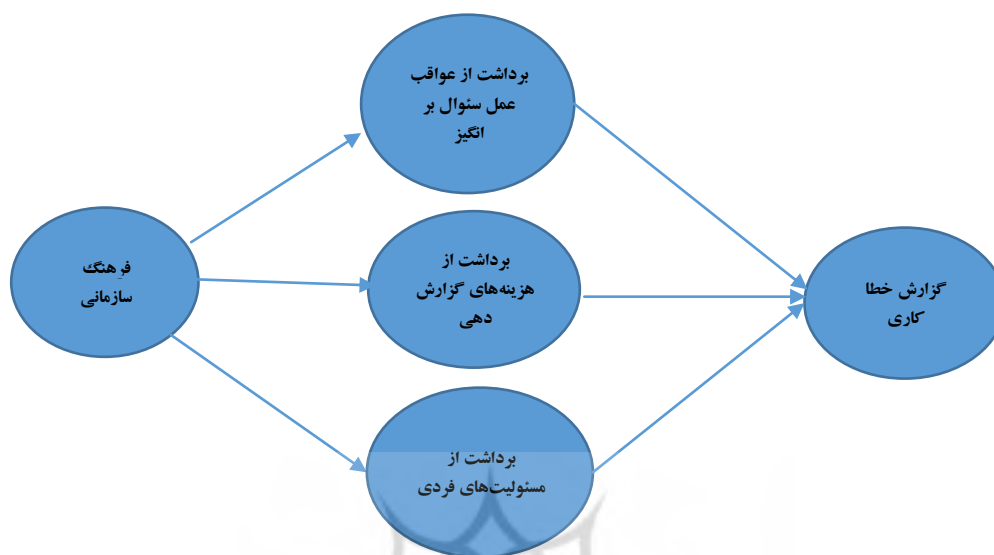 برداشت از عواقب
عمل سئوال بر
انگیز
فرهنگ
سازمانی
برداشت از
هزینه‌های گزارش
دهی
گزارش خطا
کاری
برداشت از
مسئولیت‌های فردی